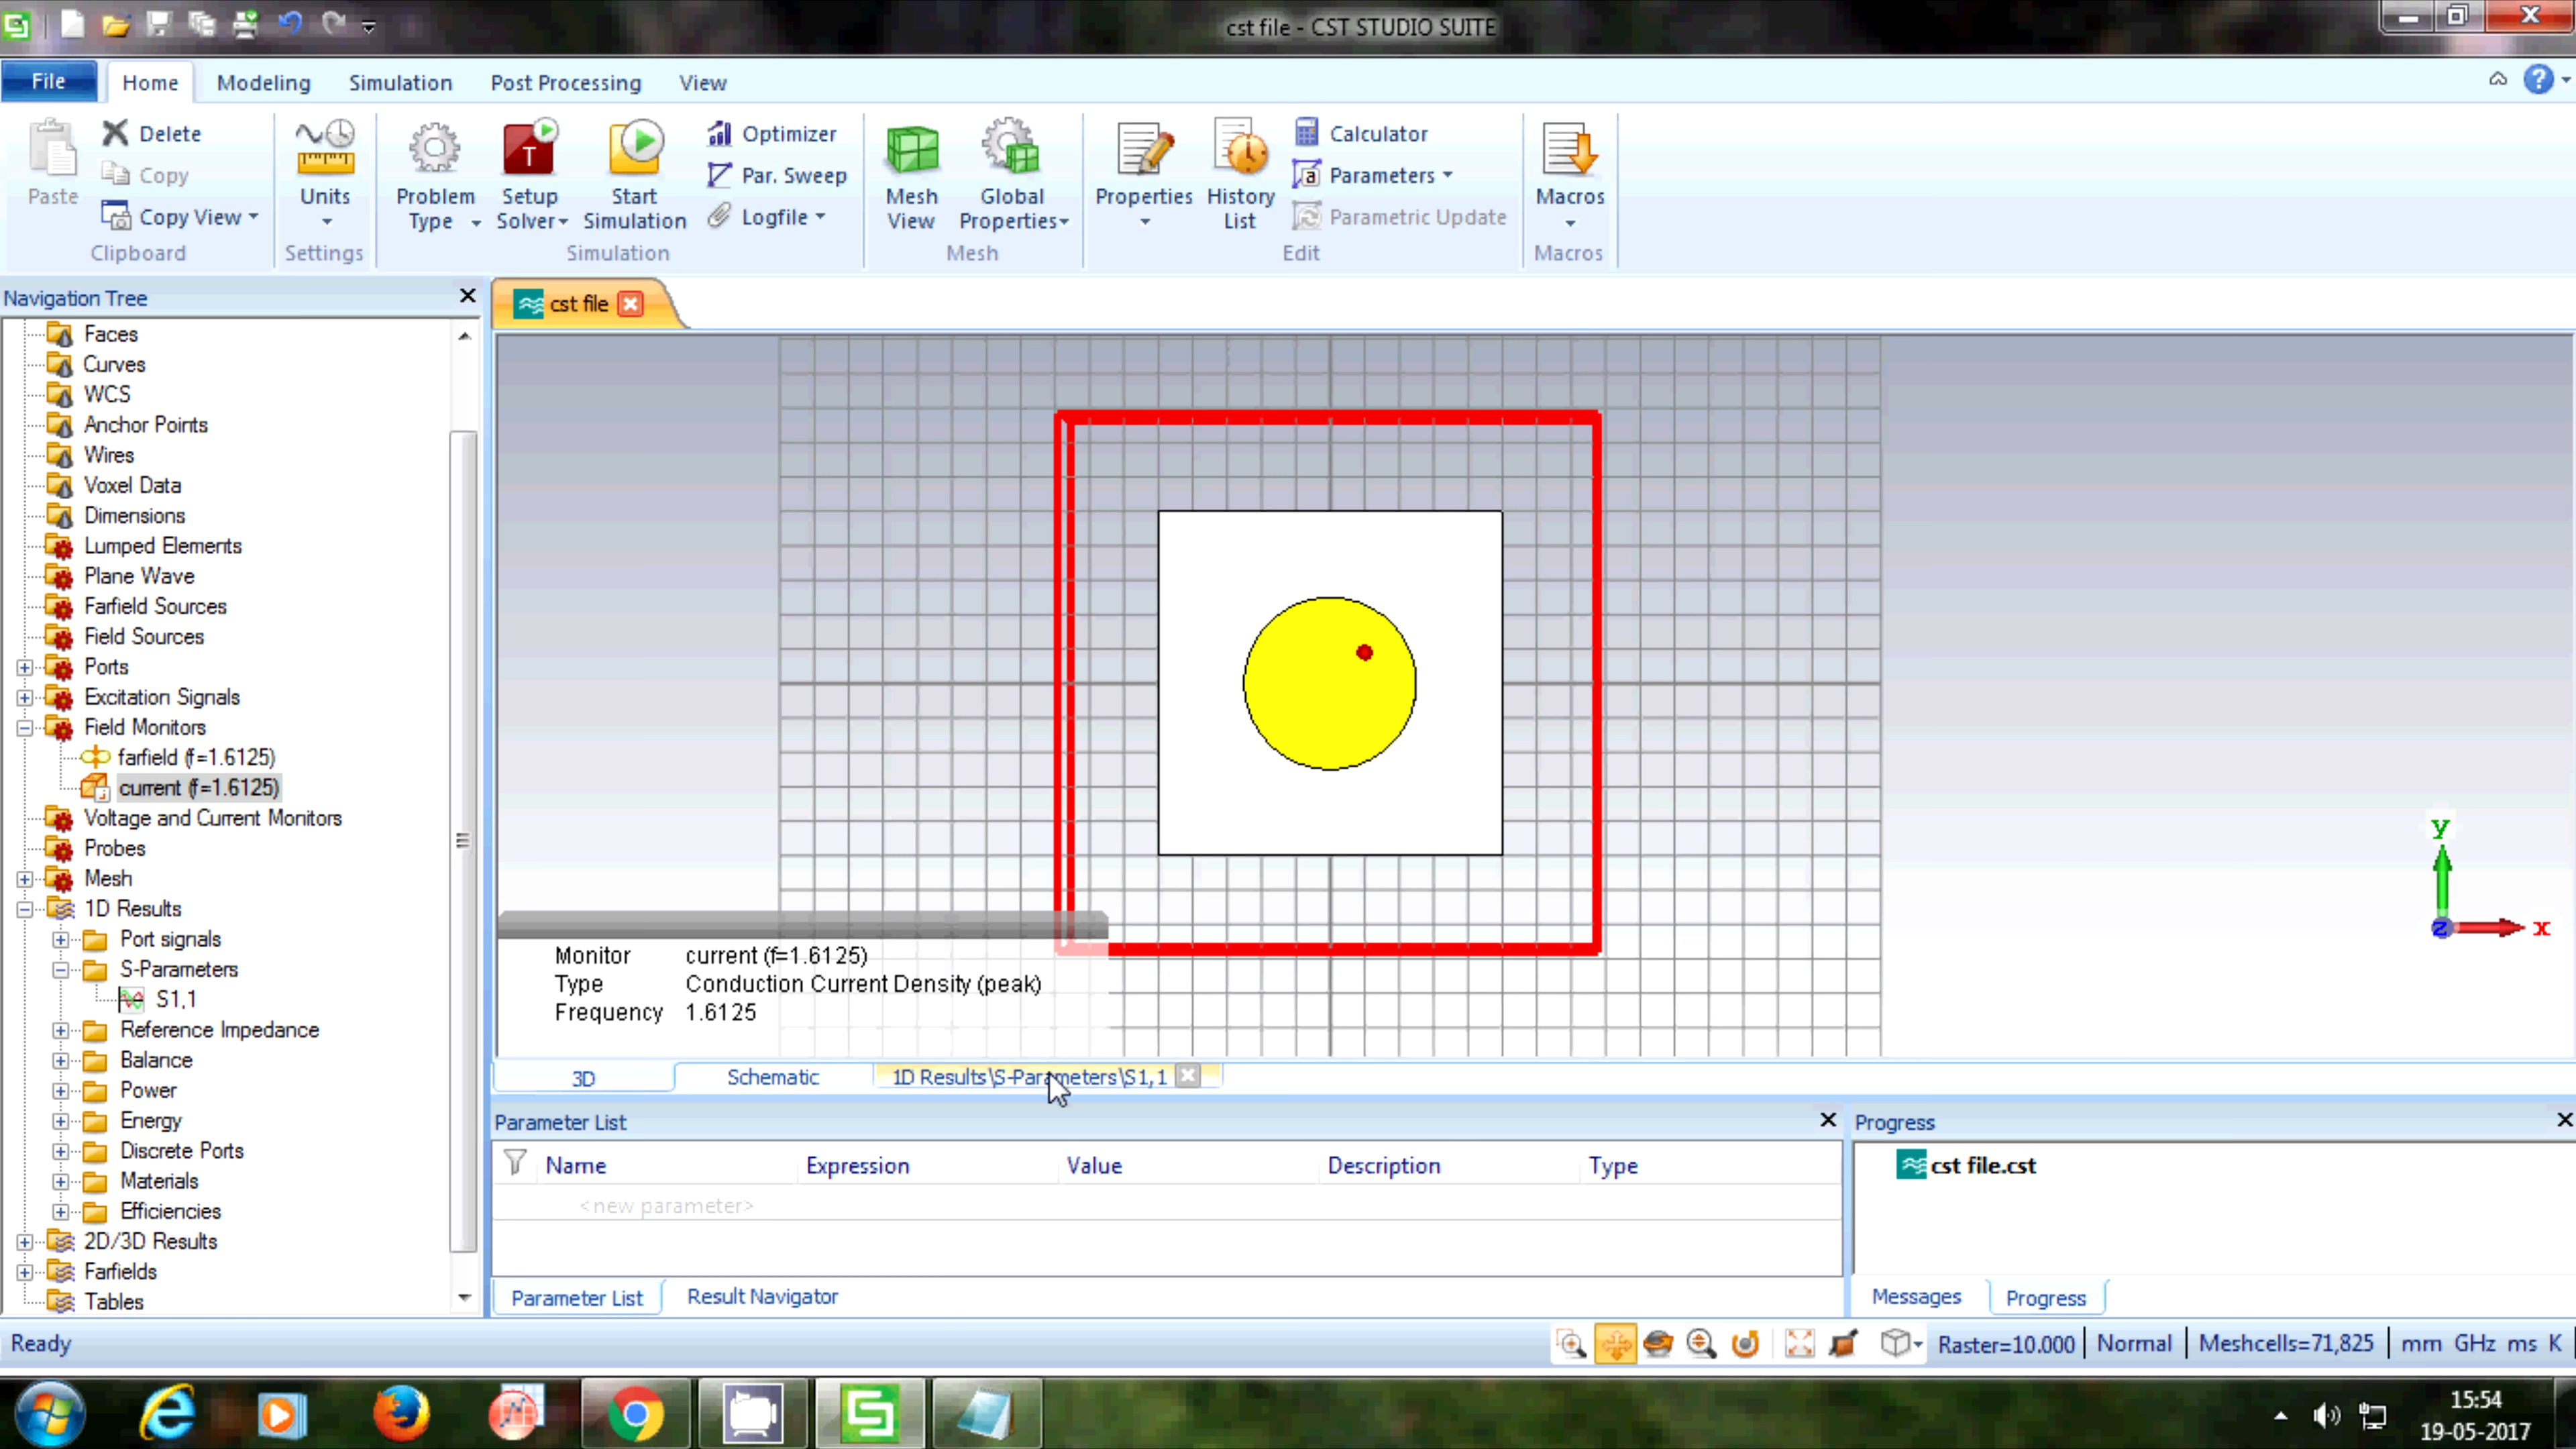 cst file - CST STUDIO SUITE
File Home Modeling Simulation Post Processing View
Paste
Delete
Copy
Copy View
Clipboard
Units
Settings
Problem Type
Setup Solver
Start Simulation
Optimizer
Par. Sweep
Logfile
Simulation
Mesh View
Global Properties
Mesh
Properties
History List
Calculator
Parameters
Parametric Update
Edit
Macros
Macros
Navigation Tree
Faces
Curves
WCS
Anchor Points
Wires
Voxel Data
Dimensions
Lumped Elements
Plane Wave
Farfield Sources
Field Sources
Ports
Excitation Signals
Field Monitors
farfield (f=1.6125)
current (f=1.6125)
Voltage and Current Monitors
Probes
Mesh
1D Results
Port signals
S-Parameters
S1,1
Reference Impedance
Balance
Power
Energy
Discrete Ports
Materials
Efficiencies
2D/3D Results
Farfields
Tables
cst file
y
z x
Monitor current (f=1.6125)
Type Conduction Current Density (peak)
Frequency 1.6125
3D Schematic 1D Results\S-Parameters\S1,1
Parameter List
Name Expression Value Description Type
<new parameter>
Parameter List Result Navigator
Progress
cst file.cst
Messages Progress
Ready
Raster=10.000 Normal Meshcells=71,825 mm GHz ms K
15:54
19-05-2017